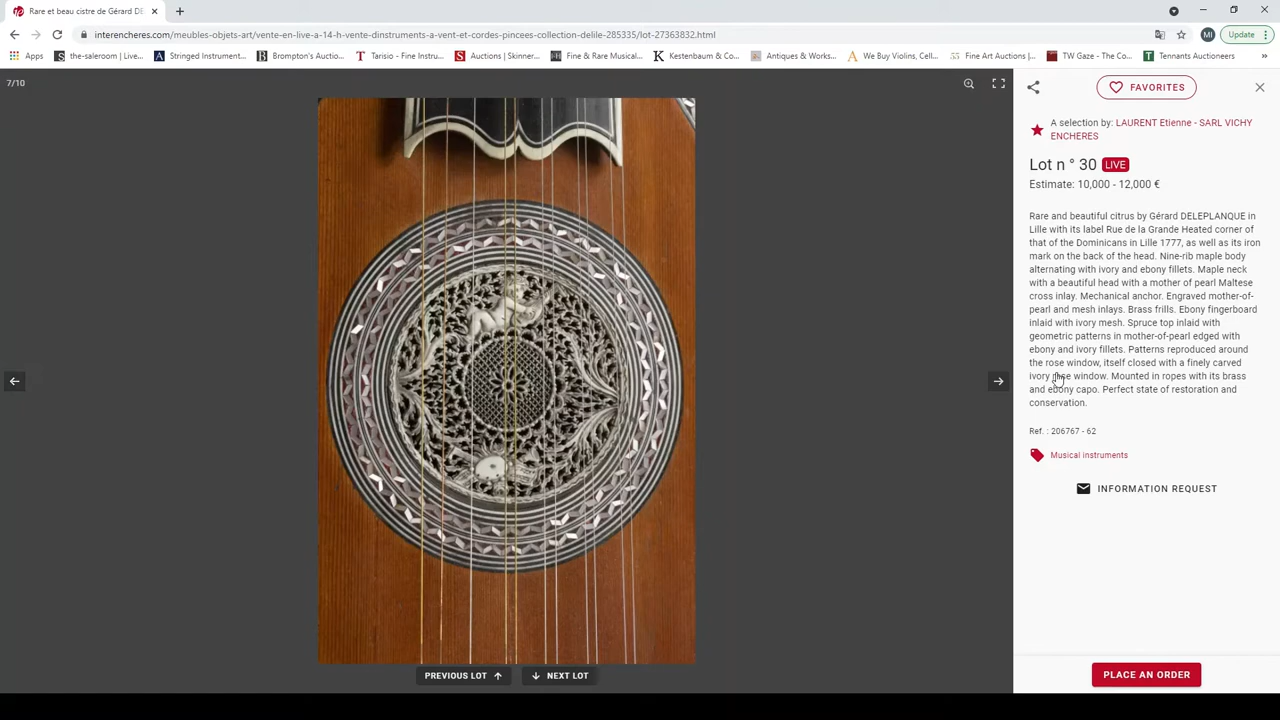 Rare et beau cistre de Gérard DE
interencheres.com/meubles-objets-art/vente-en-live-a-14-h-vente-dinstruments-a-vent-et-cordes-pincees-collection-delile-285335/lot-27363832.html
MI
Update
Apps
the-saleroom | Live...
Stringed Instrument...
Brompton's Auction...
Tarisio - Fine Instru...
Auctions | Skinner...
Fine & Rare Musical...
Kestenbaum & Co...
Antiques & Works...
We Buy Violins, Cell...
Fine Art Auctions |...
TW Gaze - The Co...
Tennants Auctioneers
7/10
FAVORITES
A selection by: LAURENT Etienne - SARL VICHY
ENCHERES
Lot n ° 30 LIVE
Estimate: 10,000 - 12,000 €
Rare and beautiful citrus by Gérard DELEPLANQUE in
Lille with its label Rue de la Grande Heated corner of
that of the Dominicans in Lille 1777, as well as its iron
mark on the back of the head. Nine-rib maple body
alternating with ivory and ebony fillets. Maple neck
with a beautiful head with a mother of pearl Maltese
cross inlay. Mechanical anchor. Engraved mother-of-
pearl and mesh inlays. Brass frills. Ebony fingerboard
inlaid with ivory mesh. Spruce top inlaid with
geometric patterns in mother-of-pearl edged with
ebony and ivory fillets. Patterns reproduced around
the rose window, itself closed with a finely carved
ivory rose window. Mounted in ropes with its brass
and ebony capo. Perfect state of restoration and
conservation.
Ref. : 206767 - 62
Musical instruments
INFORMATION REQUEST
PREVIOUS LOT
NEXT LOT
PLACE AN ORDER